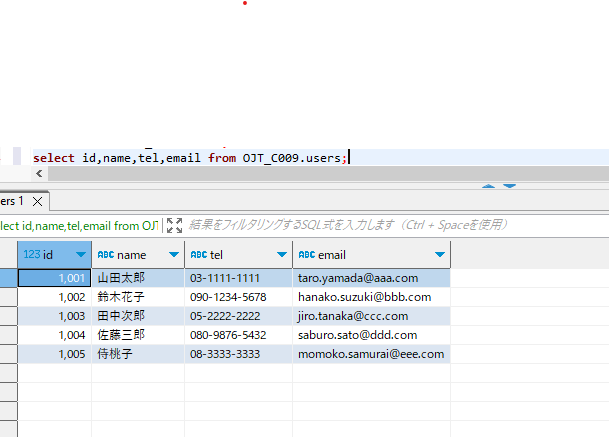 select id,name,tel,email from OJT_C009.users;
ers 1
lect id,name,tel,email from OJT 結果をフィルタリングするSQL式を入力します（Ctrl + Spaceを使用）
123 id ABC name ABC tel ABC email
1,001 山田太郎 03-1111-1111 taro.yamada@aaa.com
1,002 鈴木花子 090-1234-5678 hanako.suzuki@bbb.com
1,003 田中次郎 05-2222-2222 jiro.tanaka@ccc.com
1,004 佐藤三郎 080-9876-5432 saburo.sato@ddd.com
1,005 侍桃子 08-3333-3333 momoko.samurai@eee.com